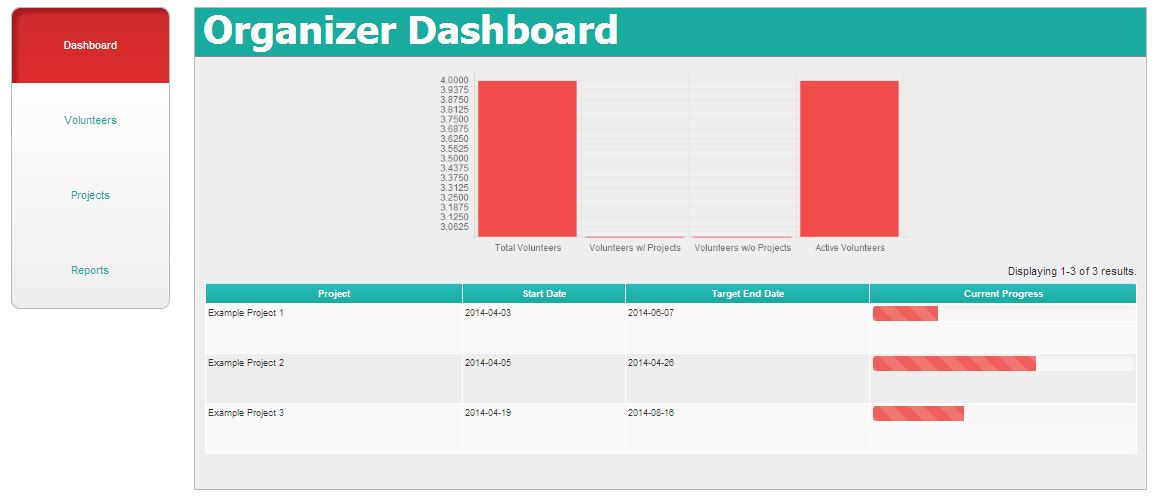 Dashboard
Volunteers
Projects
Reports
Organizer Dashboard
4.0000
3.9375
3.8750
3.8125
3.7500
3.6875
3.6250
3.5625
3.5000
3.4375
3.3750
3.3125
3.2500
3.1875
3.1250
3.0625
Total Volunteers Volunteers w/ Projects Volunteers w/o Projects Active Volunteers
Displaying 1-3 of 3 results.
Project Start Date Target End Date Current Progress
Example Project 1 2014-04-03 2014-06-07
Example Project 2 2014-04-05 2014-04-26
Example Project 3 2014-04-19 2014-08-16